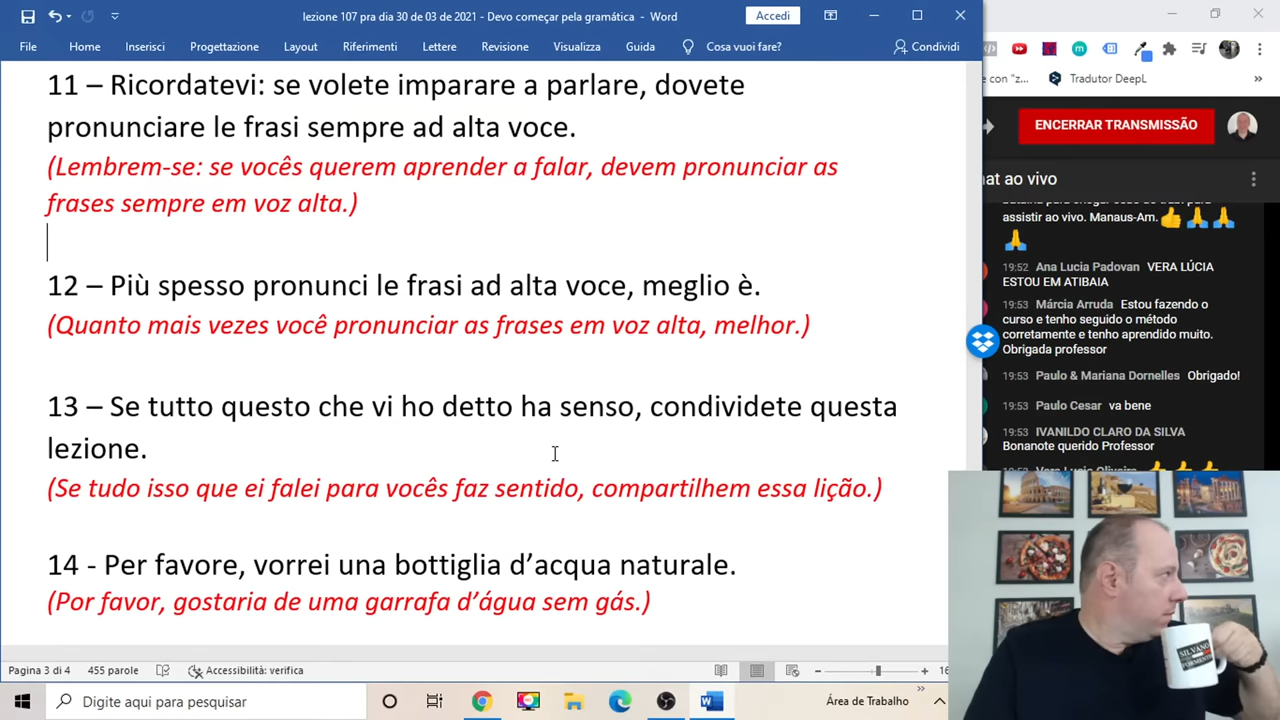 lezione 107 pra dia 30 de 03 de 2021 - Devo começar pela gramática - Word
Accedi
File Home Inserisci Progettazione Layout Riferimenti Lettere Revisione Visualizza Guida Cosa vuoi fare? Condividi
11 – Ricordatevi: se volete imparare a parlare, dovete
pronunciare le frasi sempre ad alta voce.
(Lembrem-se: se vocês querem aprender a falar, devem pronunciar as
frases sempre em voz alta.)
12 – Più spesso pronunci le frasi ad alta voce, meglio è.
(Quanto mais vezes você pronunciar as frases em voz alta, melhor.)
13 – Se tutto questo che vi ho detto ha senso, condividete questa
lezione.
(Se tudo isso que ei falei para vocês faz sentido, compartilhem essa lição.)
14 - Per favore, vorrei una bottiglia d’acqua naturale.
(Por favor, gostaria de uma garrafa d’água sem gás.)
Pagina 3 di 4 455 parole Accessibilità: verifica 16
Digite aqui para pesquisar
Área de Trabalho
e con "z... Tradutor DeepL
ENCERRAR TRANSMISSÃO
at ao vivo
assistir ao vivo. Manaus-Am.
19:52 Ana Lucia Padovan VERA LÚCIA
ESTOU EM ATIBAIA
19:53 Márcia Arruda Estou fazendo o
curso e tenho seguido o método
corretamente e tenho aprendido muito.
Obrigada professor
19:53 Paulo & Mariana Dornelles Obrigado!
19:53 Paulo Cesar va bene
19:53 IVANILDO CLARO DA SILVA
Bonanote querido Professor
SILVANO
FORMENTIN